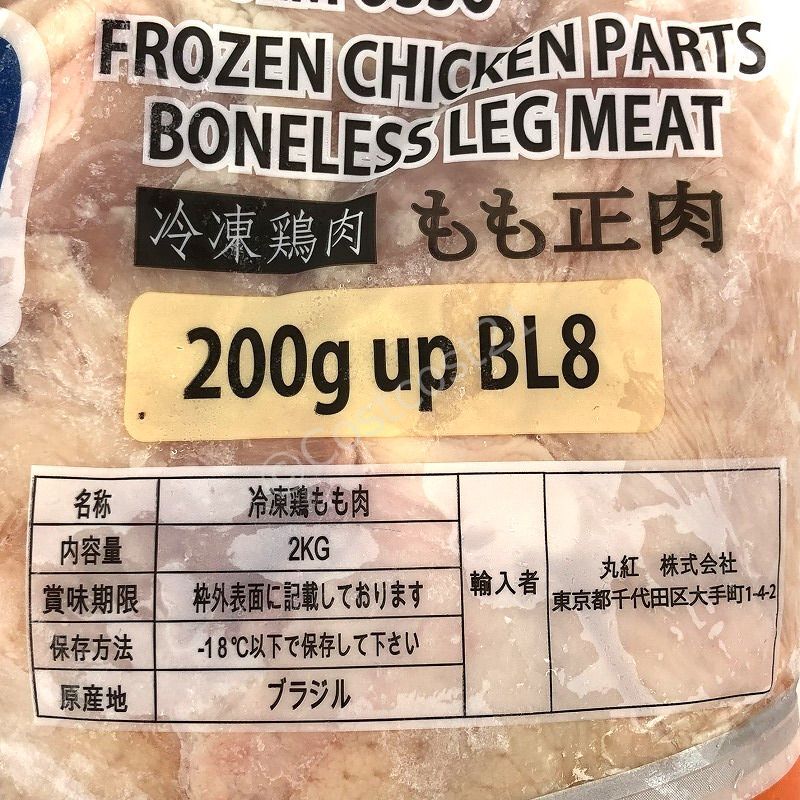 FROZEN CHICKEN PARTS
BONELESS LEG MEAT
冷凍鶏肉 もも正肉
200g up BL8
名称 冷凍鶏もも肉
内容量 2KG
賞味期限 枠外表面に記載しております
保存方法 -18℃以下で保存して下さい
原産地 ブラジル
輸入者 丸紅 株式会社
東京都千代田区大手町1-4-2